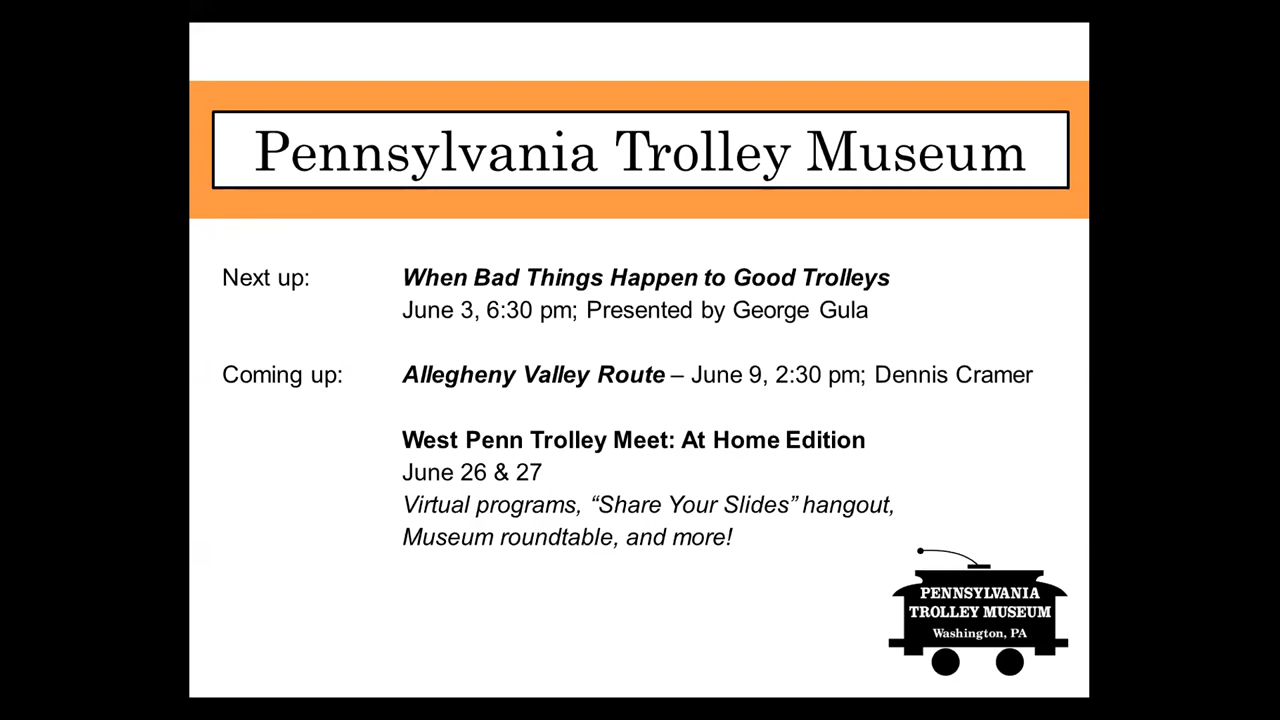 Pennsylvania Trolley Museum
Next up: When Bad Things Happen to Good Trolleys
June 3, 6:30 pm; Presented by George Gula
Coming up: Allegheny Valley Route – June 9, 2:30 pm; Dennis Cramer
West Penn Trolley Meet: At Home Edition
June 26 & 27
Virtual programs, “Share Your Slides” hangout,
Museum roundtable, and more!
PENNSYLVANIA
TROLLEY MUSEUM
Washington, PA